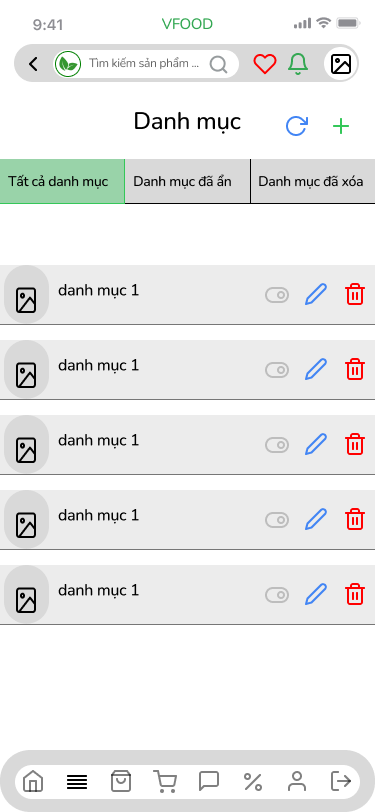 9:41
VFOOD
Tìm kiếm sản phẩm ...
Danh mục
Tất cả danh mục
Danh mục đã ẩn
Danh mục đã xóa
danh mục 1
danh mục 1
danh mục 1
danh mục 1
danh mục 1